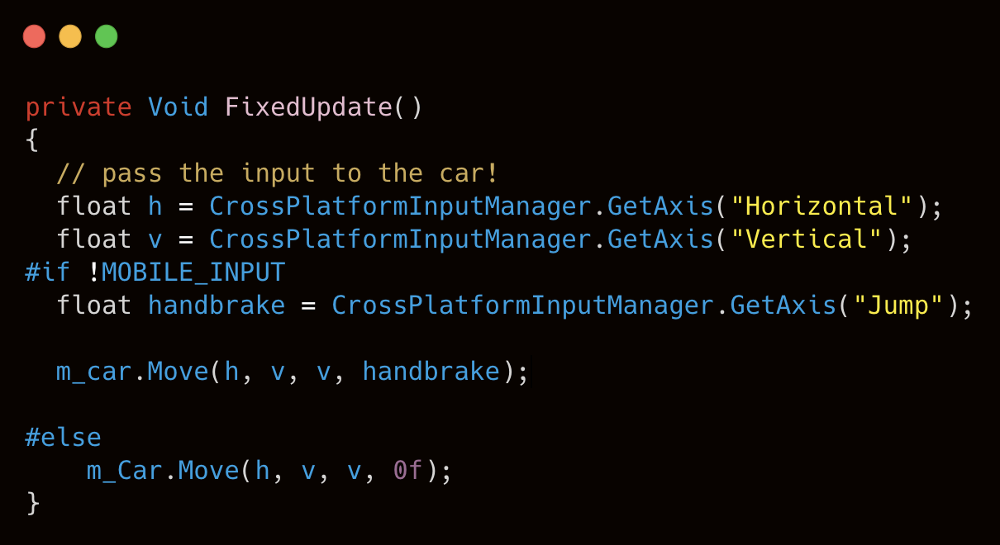 private Void FixedUpdate()
{
  // pass the input to the car!
  float h = CrossPlatformInputManager.GetAxis("Horizontal");
  float v = CrossPlatformInputManager.GetAxis("Vertical");
#if !MOBILE_INPUT
  float handbrake = CrossPlatformInputManager.GetAxis("Jump");
  m_car.Move(h, v, v, handbrake);
#else
    m_Car.Move(h, v, v, 0f);
}